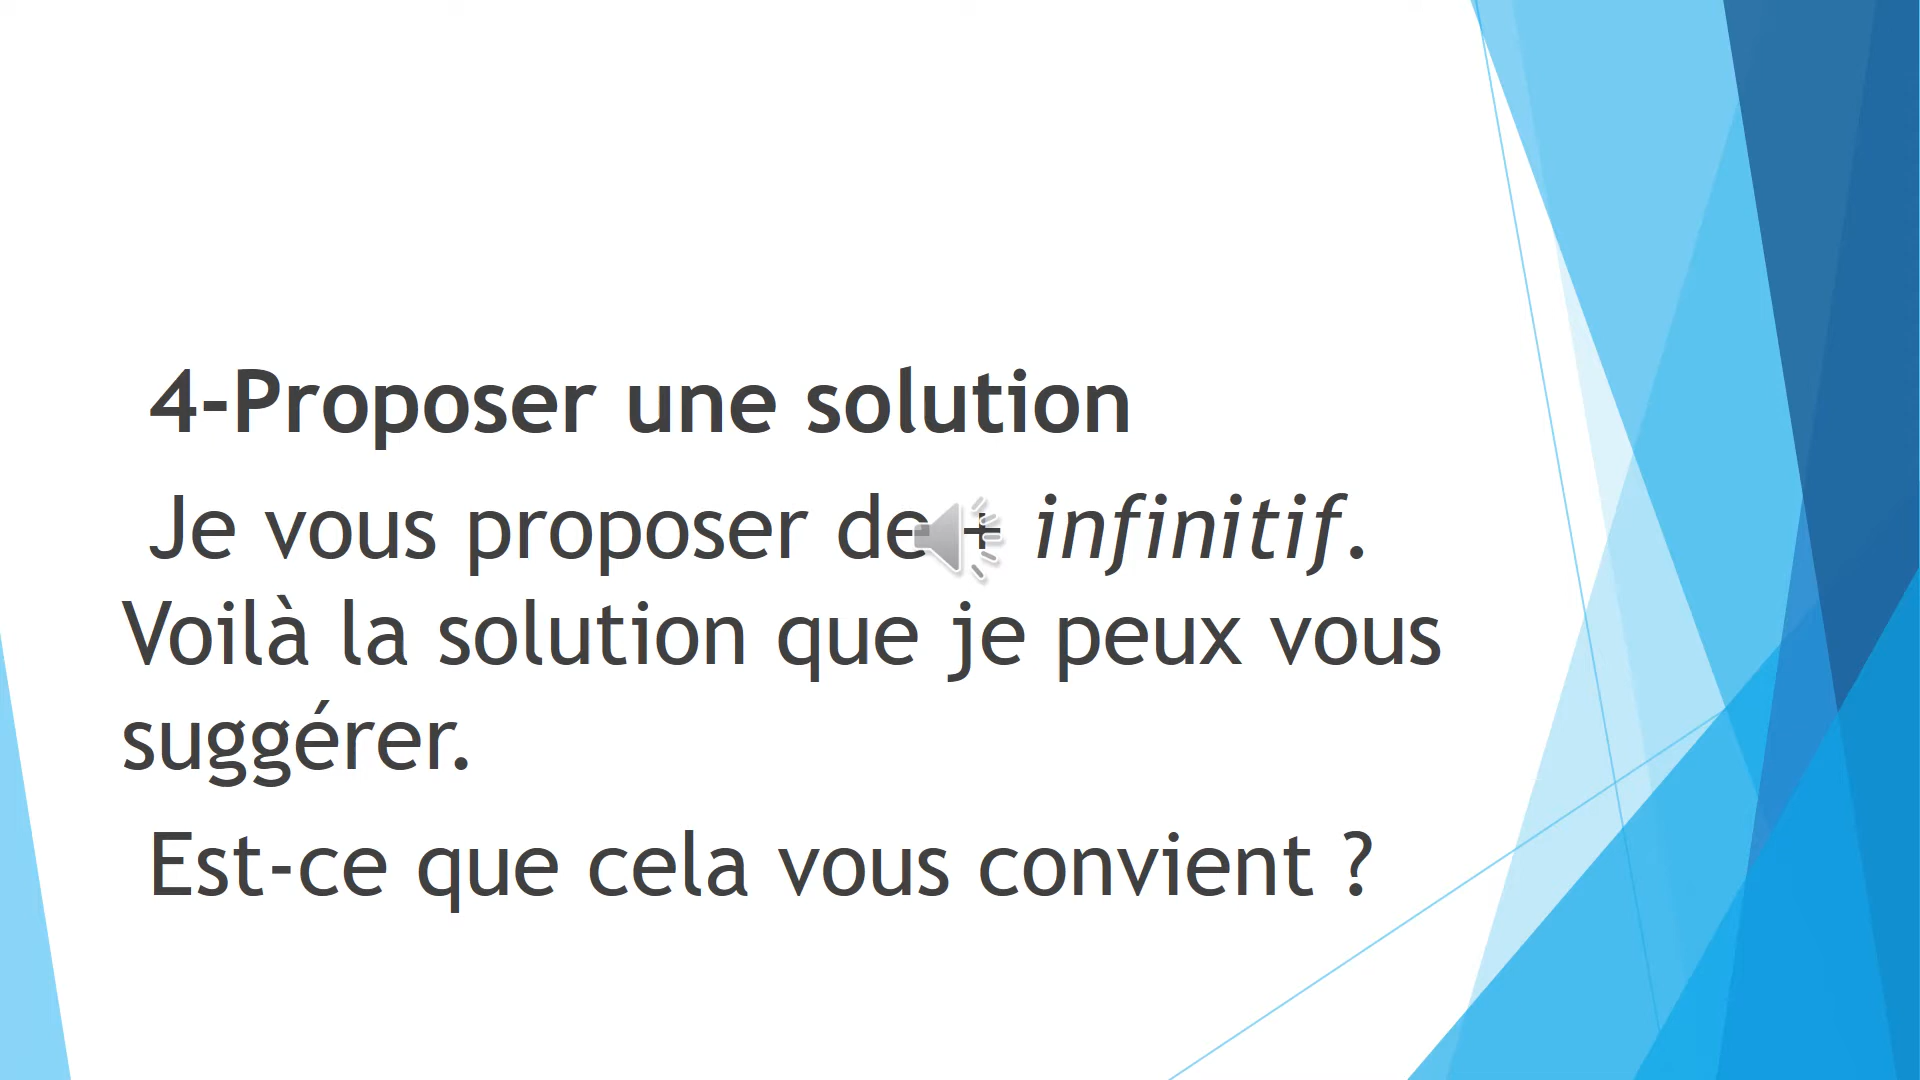 4-Proposer une solution
Je vous proposer de + infinitif.
Voilà la solution que je peux vous
suggérer.
Est-ce que cela vous convient ?